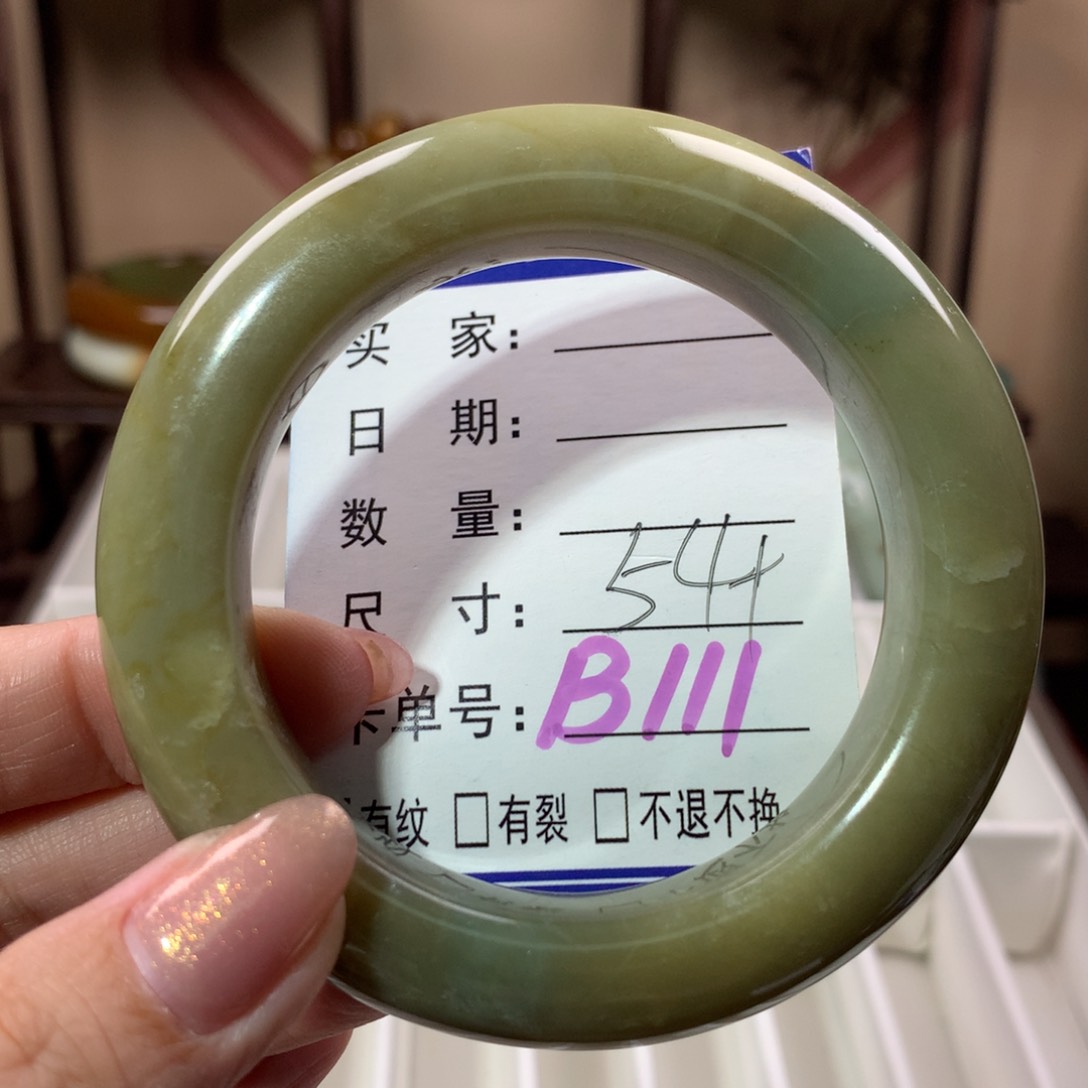 买 家：
日 期：
数 量：
尺 寸：54
卡单号：B111
有纹 □有裂 □不退不换